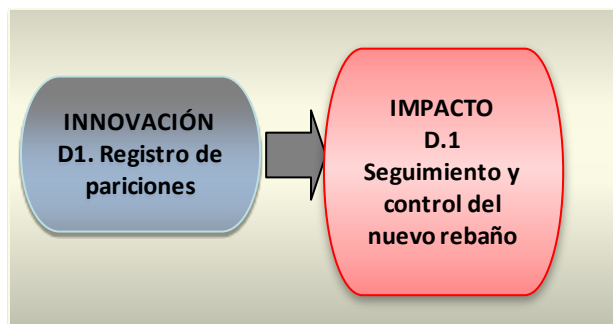 INNOVACIÓN
D1. Registro de
pariciones
IMPACTO
D.1
Seguimiento y
control del
nuevo rebaño